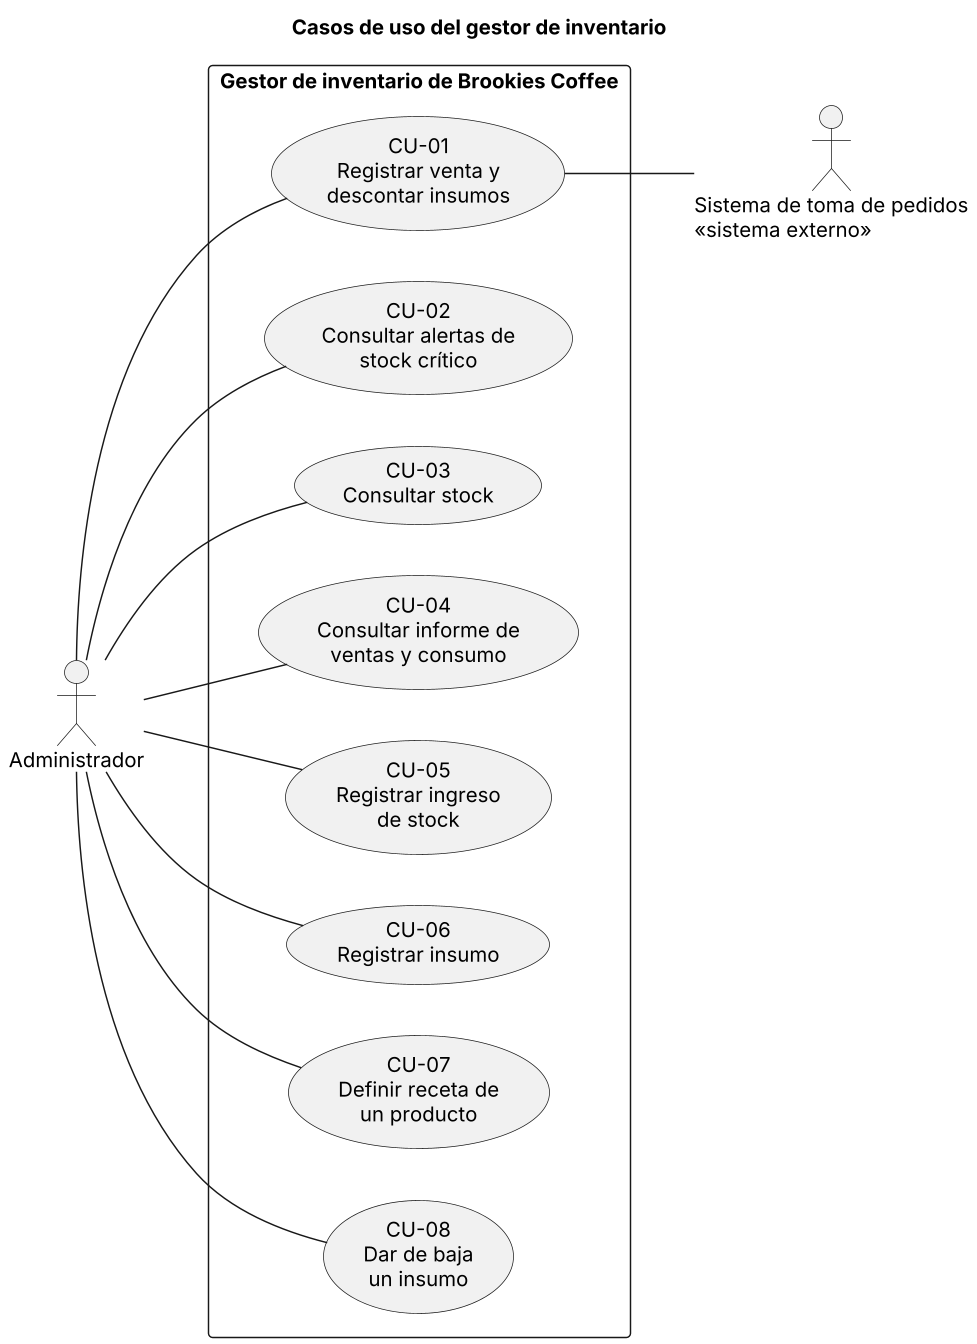 Casos de uso del gestor de inventario
Gestor de inventario de Brookies Coffee
CU-01
Registrar venta y
descontar insumos
Sistema de toma de pedidos
«sistema externo»
CU-02
Consultar alertas de
stock crítico
CU-03
Consultar stock
CU-04
Consultar informe de
ventas y consumo
Administrador
CU-05
Registrar ingreso
de stock
CU-06
Registrar insumo
CU-07
Definir receta de
un producto
CU-08
Dar de baja
un insumo